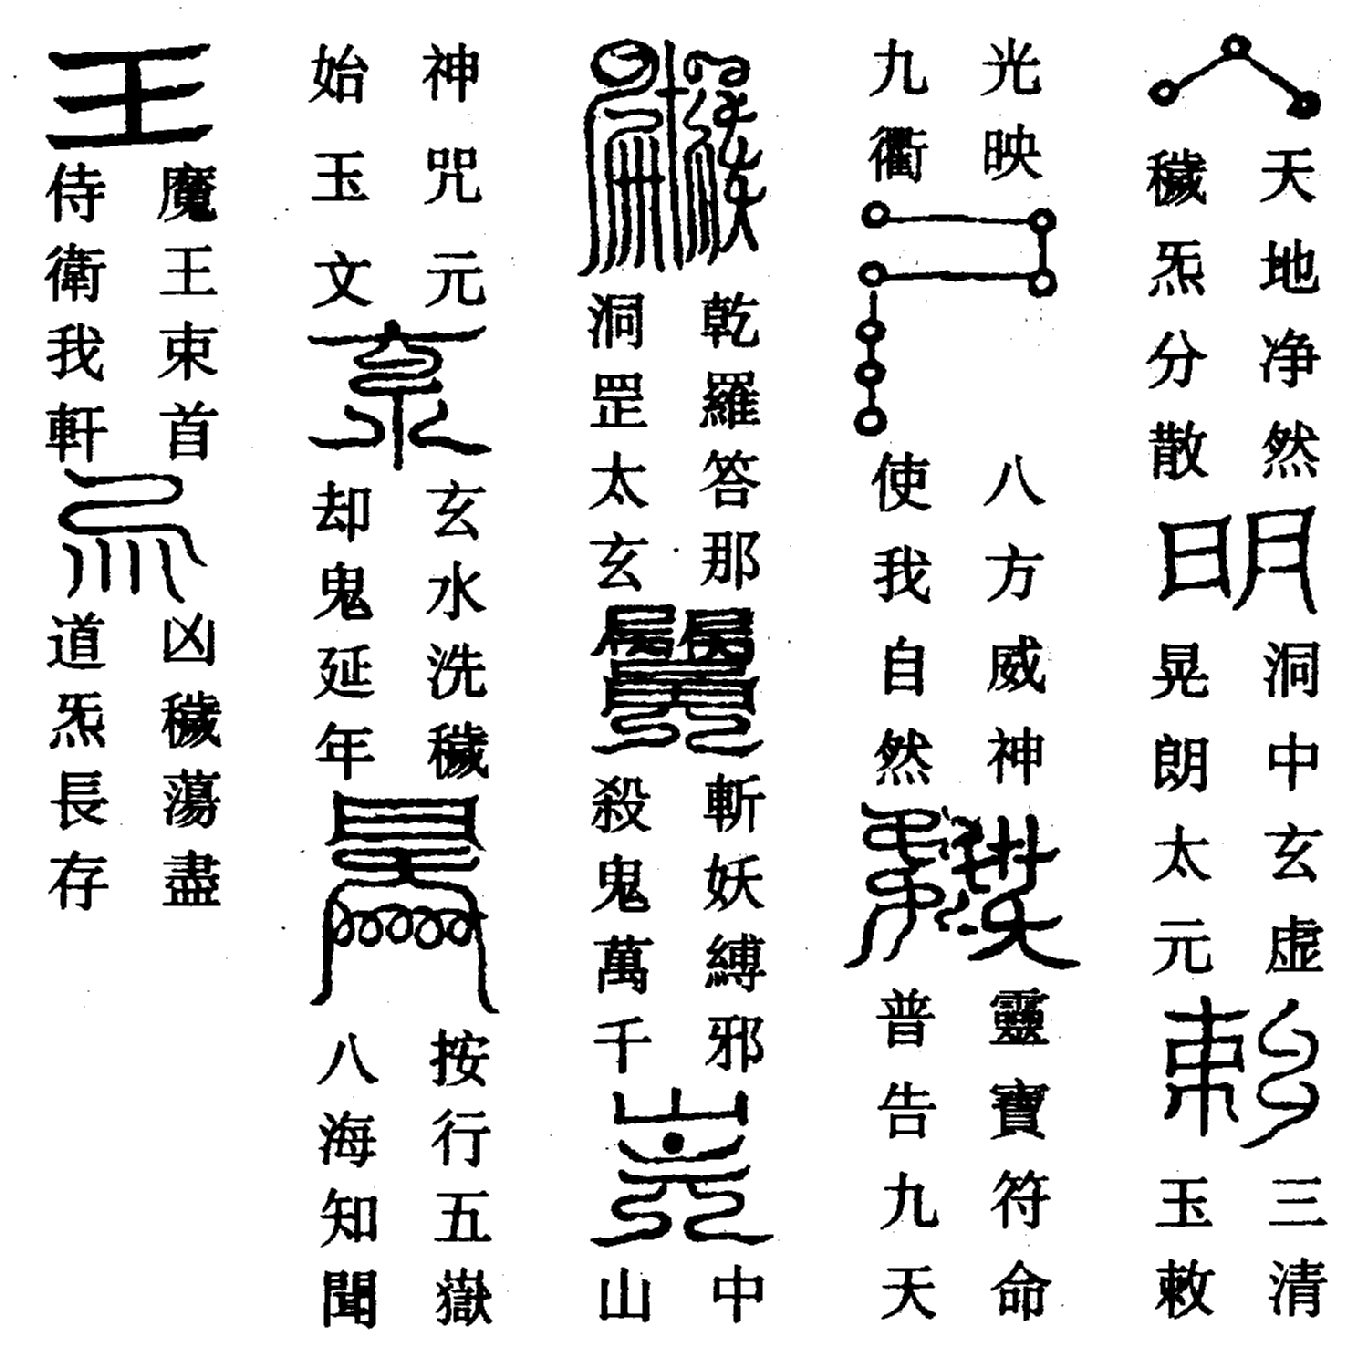 天地净然
穢炁分散
明
洞中玄虛
晃朗太元
三清
玉敕
光映
九衢
八方威神
使我自然
靈寶符命
普告九天
乾羅答那
洞罡太玄
斬妖縛邪
殺鬼萬千
中
山
神咒元
始玉文
玄水洗穢
却鬼延年
按行五嶽
八海知聞
王
魔王束首
侍衛我軒
凶穢蕩盡
道炁長存